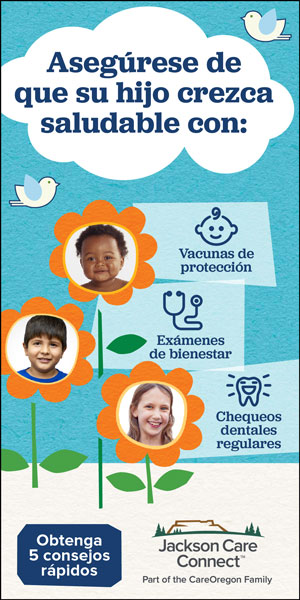 Asegúrese de
que su hijo crezca
saludable con:
Vacunas de
protección
Exámenes
de bienestar
Chequeos
dentales
regulares
Obtenga
5 consejos
rápidos
Jackson Care
Connect™
Part of the CareOregon Family